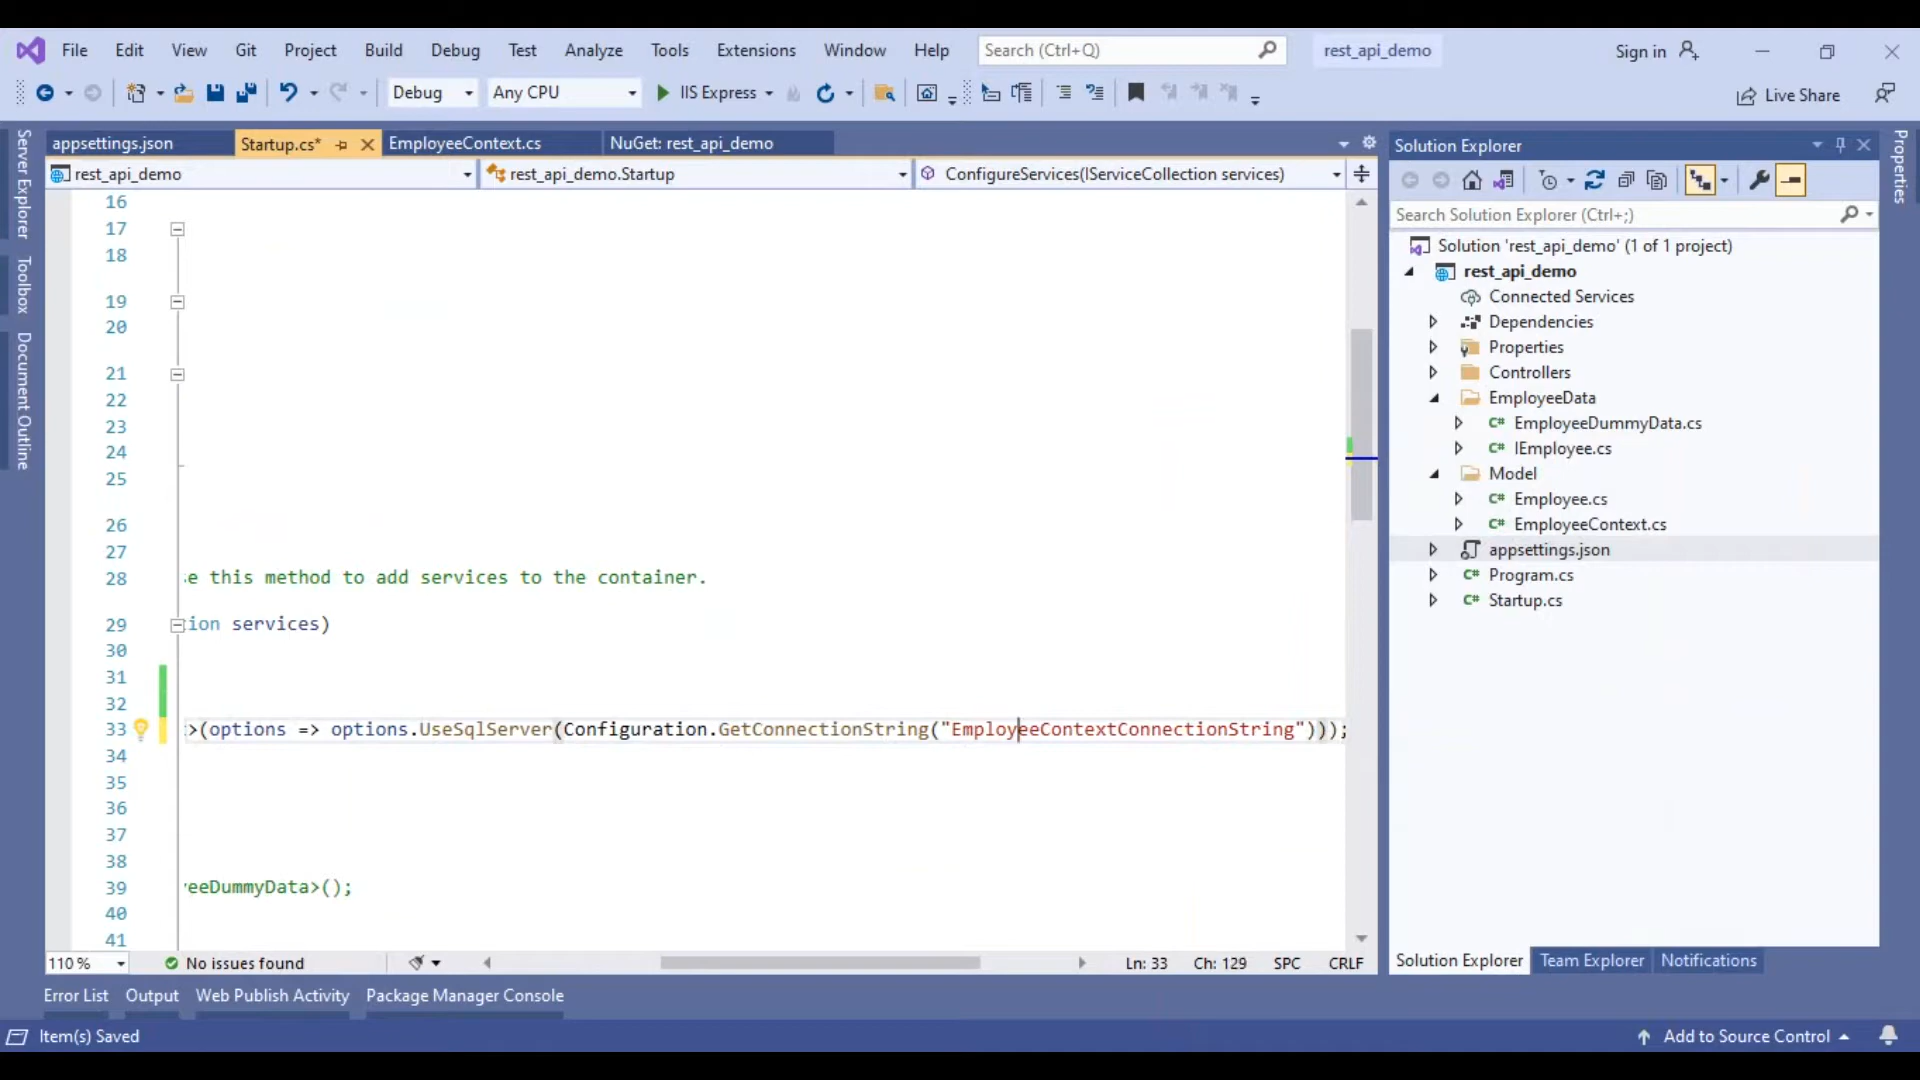 File Edit View Git Project Build Debug Test Analyze Tools Extensions Window Help Search (Ctrl+Q) rest_api_demo Sign in
Debug Any CPU IIS Express Live Share
appsettings.json Startup.cs* EmployeeContext.cs NuGet: rest_api_demo
rest_api_demo rest_api_demo.Startup ConfigureServices(IServiceCollection services)
Server Explorer
Toolbox
Document Outline
16
17
18
19
20
21
22
23
24
25
26
27
28 e this method to add services to the container.
29 ion services)
30
31
32
33 >(options => options.UseSqlServer(Configuration.GetConnectionString("EmployeeContextConnectionString")));
34
35
36
37
38
39 eeDummyData>();
40
41
110 % No issues found Ln: 33 Ch: 129 SPC CRLF
Solution Explorer
Search Solution Explorer (Ctrl+;)
Solution 'rest_api_demo' (1 of 1 project)
rest_api_demo
Connected Services
Dependencies
Properties
Controllers
EmployeeData
C# EmployeeDummyData.cs
C# IEmployee.cs
Model
C# Employee.cs
C# EmployeeContext.cs
appsettings.json
C# Program.cs
C# Startup.cs
Solution Explorer Team Explorer Notifications
Properties
Error List Output Web Publish Activity Package Manager Console
Item(s) Saved Add to Source Control